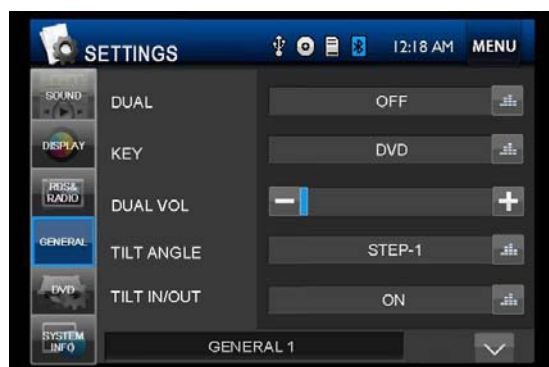 SETTINGS 12:18 AM MENU
SOUND
DUAL OFF
DISPLAY
KEY DVD
RDS&
RADIO
DUAL VOL − +
GENERAL
TILT ANGLE STEP-1
DVD
TILT IN/OUT ON
SYSTEM
INFO
GENERAL 1